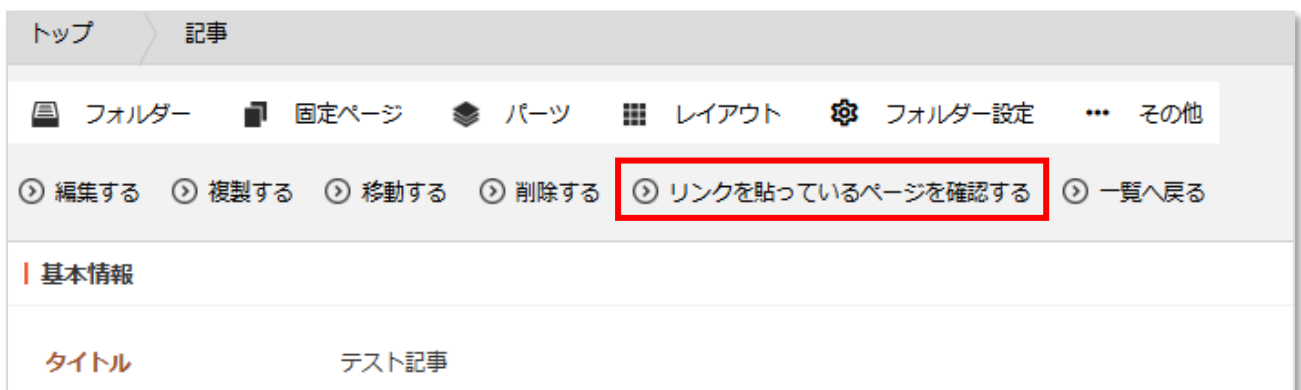 トップ 記事
フォルダー 固定ページ パーツ レイアウト フォルダー設定 … その他
編集する 複製する 移動する 削除する リンクを貼っているページを確認する 一覧へ戻る
基本情報
タイトル テスト記事